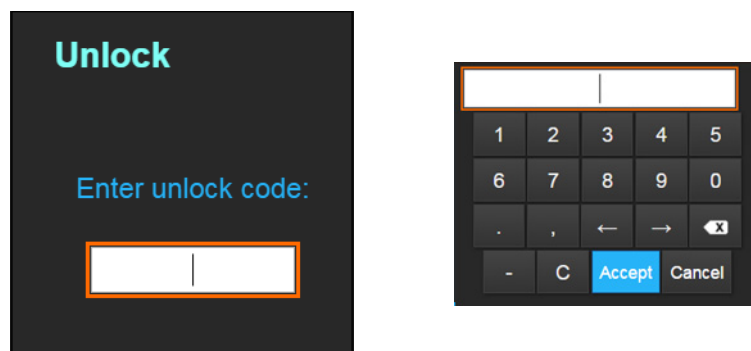 Unlock
Enter unlock code:
1 2 3 4 5
6 7 8 9 0
. , ← →
- C Accept Cancel